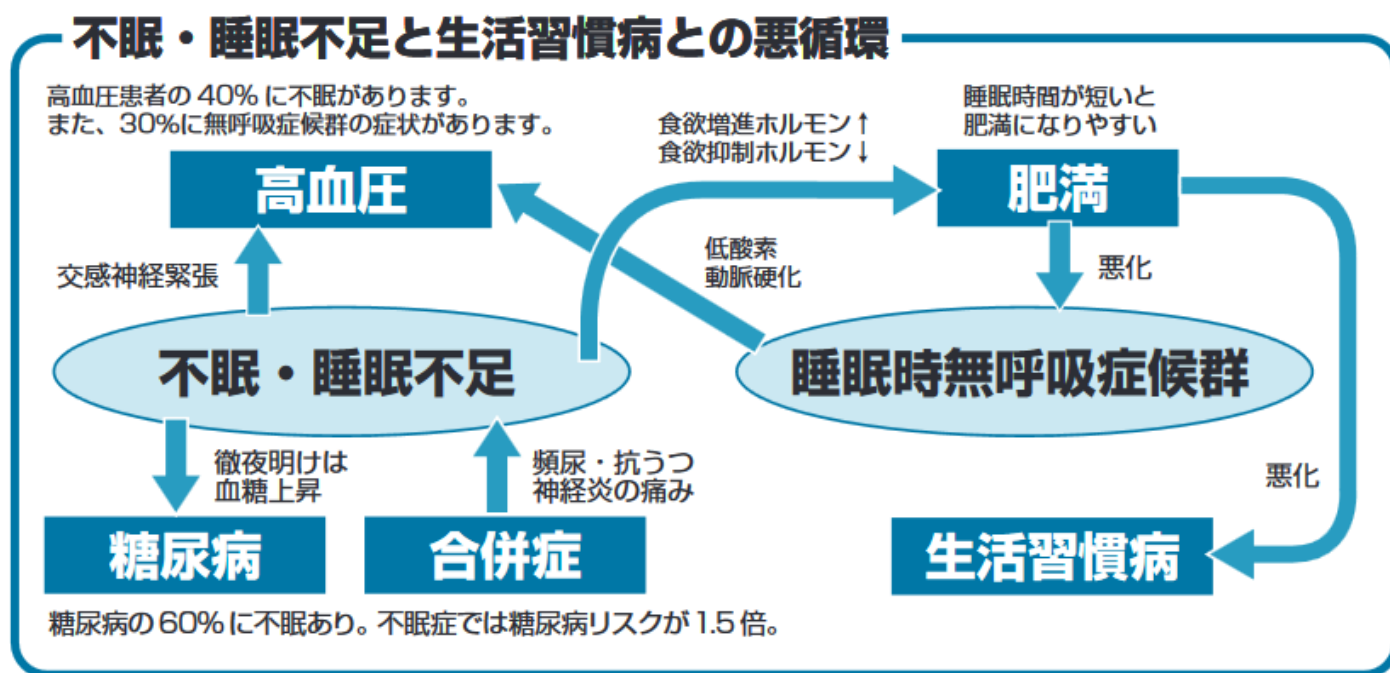 不眠・睡眠不足と生活習慣病との悪循環
高血圧患者の40%に不眠があります。
また、30%に無呼吸症候群の症状があります。
高血圧
食欲増進ホルモン↑
食欲抑制ホルモン↓
睡眠時間が短いと
肥満になりやすい
肥満
交感神経緊張
低酸素
動脈硬化
悪化
不眠・睡眠不足
睡眠時無呼吸症候群
徹夜明けは
血糖上昇
頻尿・抗うつ
神経炎の痛み
悪化
糖尿病
合併症
生活習慣病
糖尿病の60%に不眠あり。不眠症では糖尿病リスクが1.5倍。